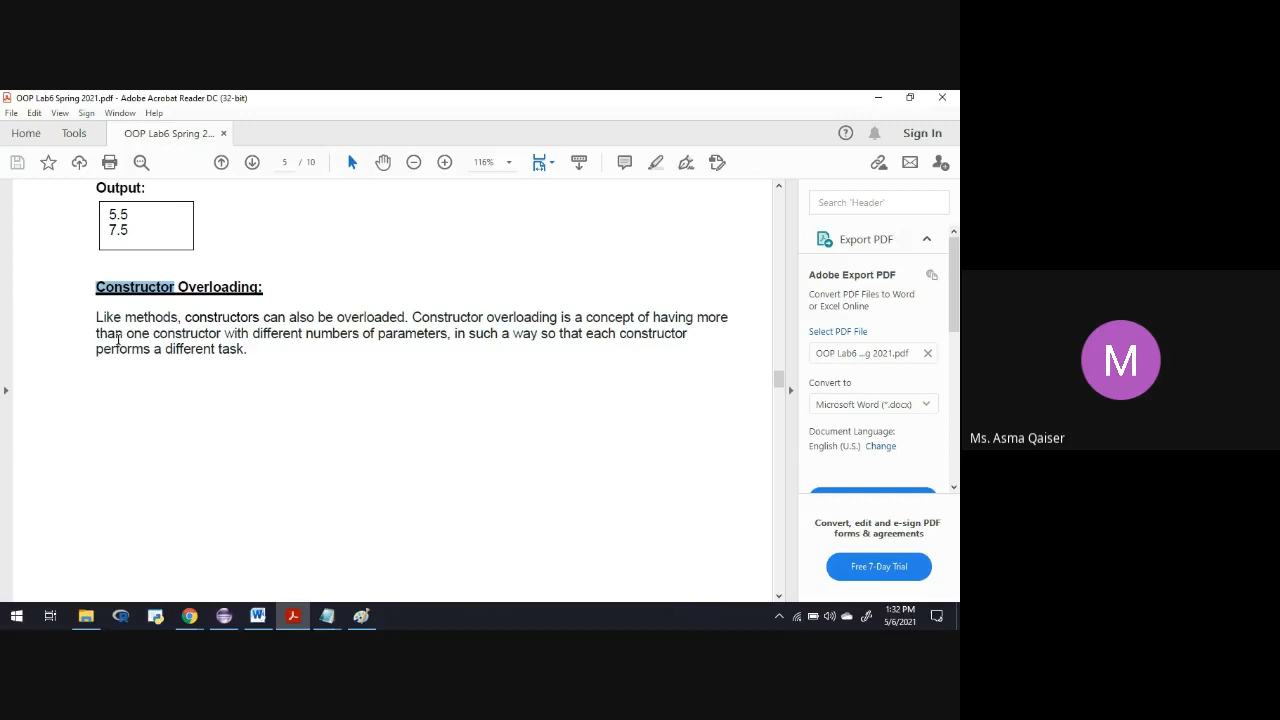 OOP Lab6 Spring 2021.pdf - Adobe Acrobat Reader DC (32-bit)
File Edit View Sign Window Help
Home Tools OOP Lab6 Spring 2... × Sign In
5 / 10 116%
Output:
5.5
7.5
Constructor Overloading:
Like methods, constructors can also be overloaded. Constructor overloading is a concept of having more
than one constructor with different numbers of parameters, in such a way so that each constructor
performs a different task.
Search 'Header'
Export PDF
Adobe Export PDF
Convert PDF Files to Word
or Excel Online
Select PDF File
OOP Lab6 ...g 2021.pdf
Convert to
Microsoft Word (*.docx)
Document Language:
English (U.S.) Change
Convert, edit and e-sign PDF
forms & agreements
Free 7-Day Trial
1:32 PM
5/6/2021
M
Ms. Asma Qaiser